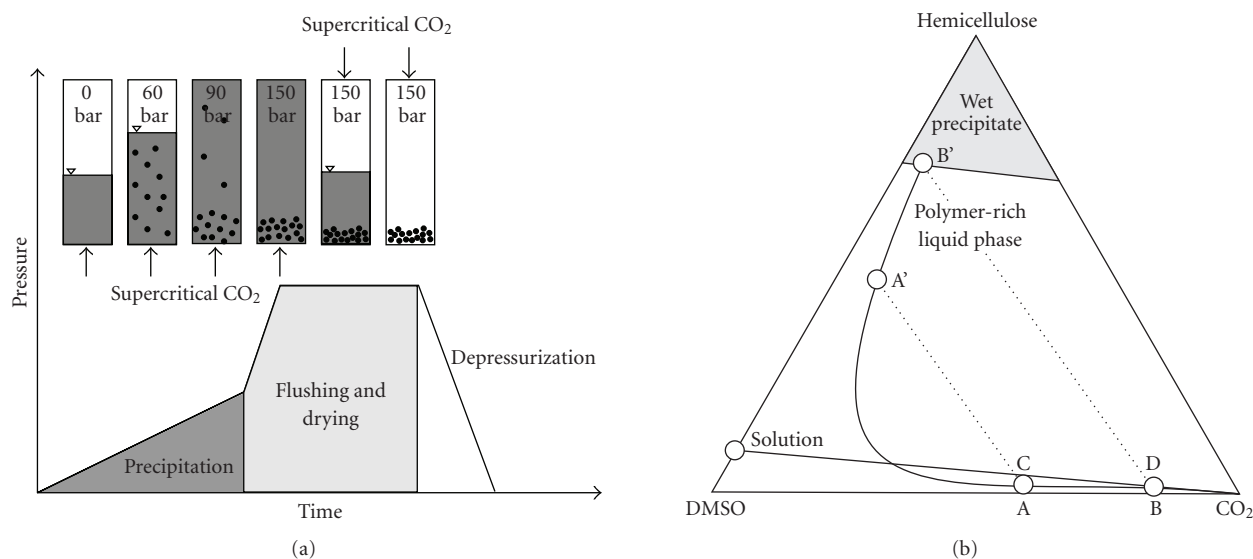 Supercritical CO₂
0
bar
60
bar
90
bar
150
bar
150
bar
150
bar
Supercritical CO₂
Pressure
Precipitation
Flushing and
drying
Depressurization
Time
(a)
Hemicellulose
Wet
precipitate
B’
Polymer-rich
liquid phase
A’
Solution
C
D
DMSO
A
B
CO₂
(b)